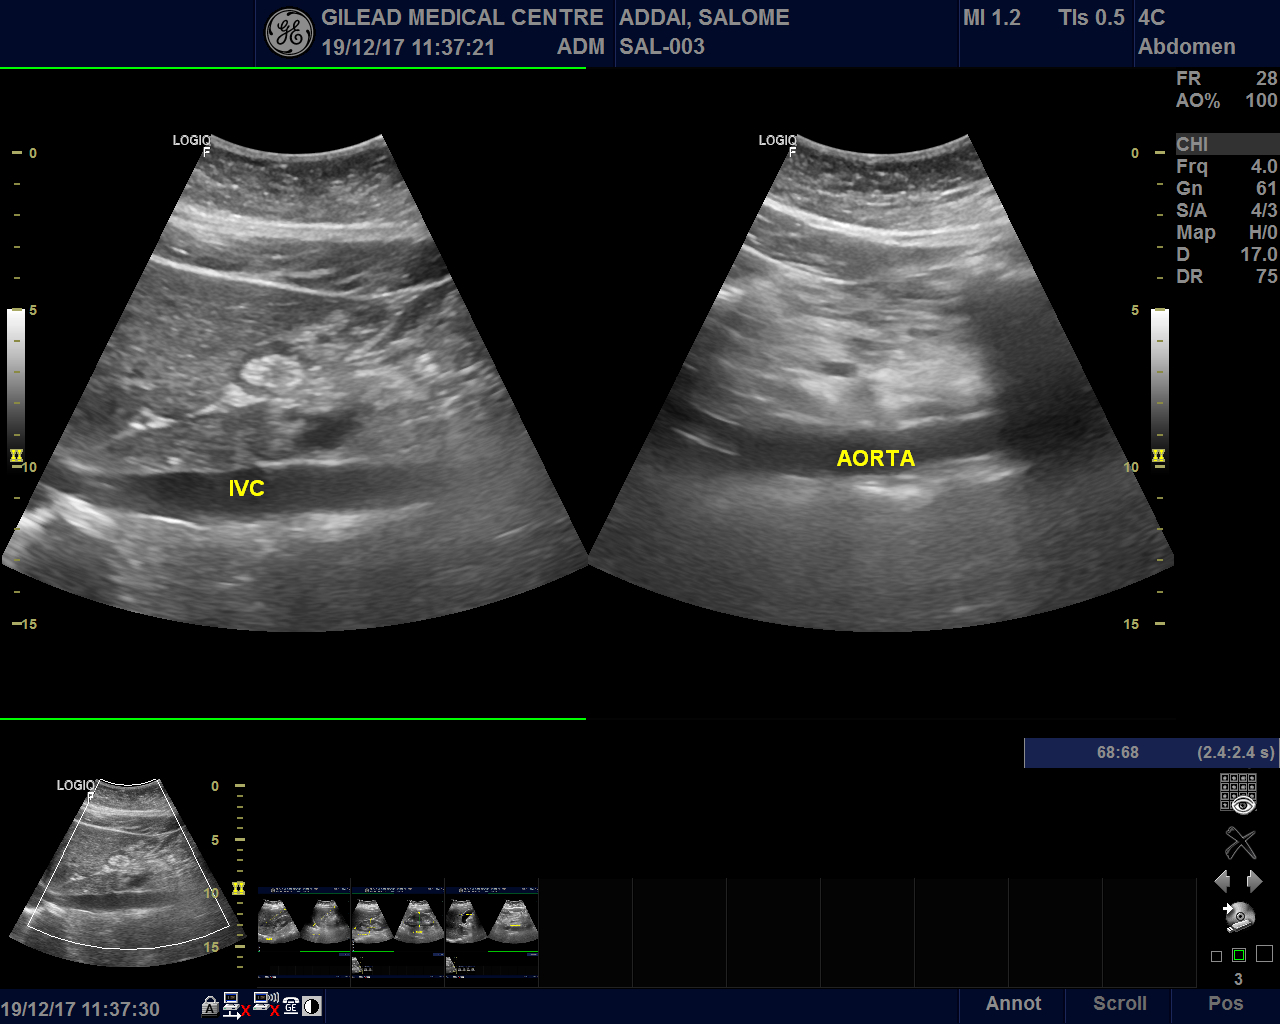 GILEAD MEDICAL CENTRE
19/12/17 11:37:21 ADM
ADDAI, SALOME
SAL-003
MI 1.2 TIs 0.5
4C
Abdomen
FR 28
AO% 100
CHI
Frq 4.0
Gn 61
S/A 4/3
Map H/0
D 17.0
DR 75
LOGIQ
F
0
5
10
15
IVC
LOGIQ
F
0
5
10
15
AORTA
68:68 (2.4:2.4 s)
LOGIQ
F
0
5
10
15
3
19/12/17 11:37:30
A
X
X
GE
Annot Scroll Pos